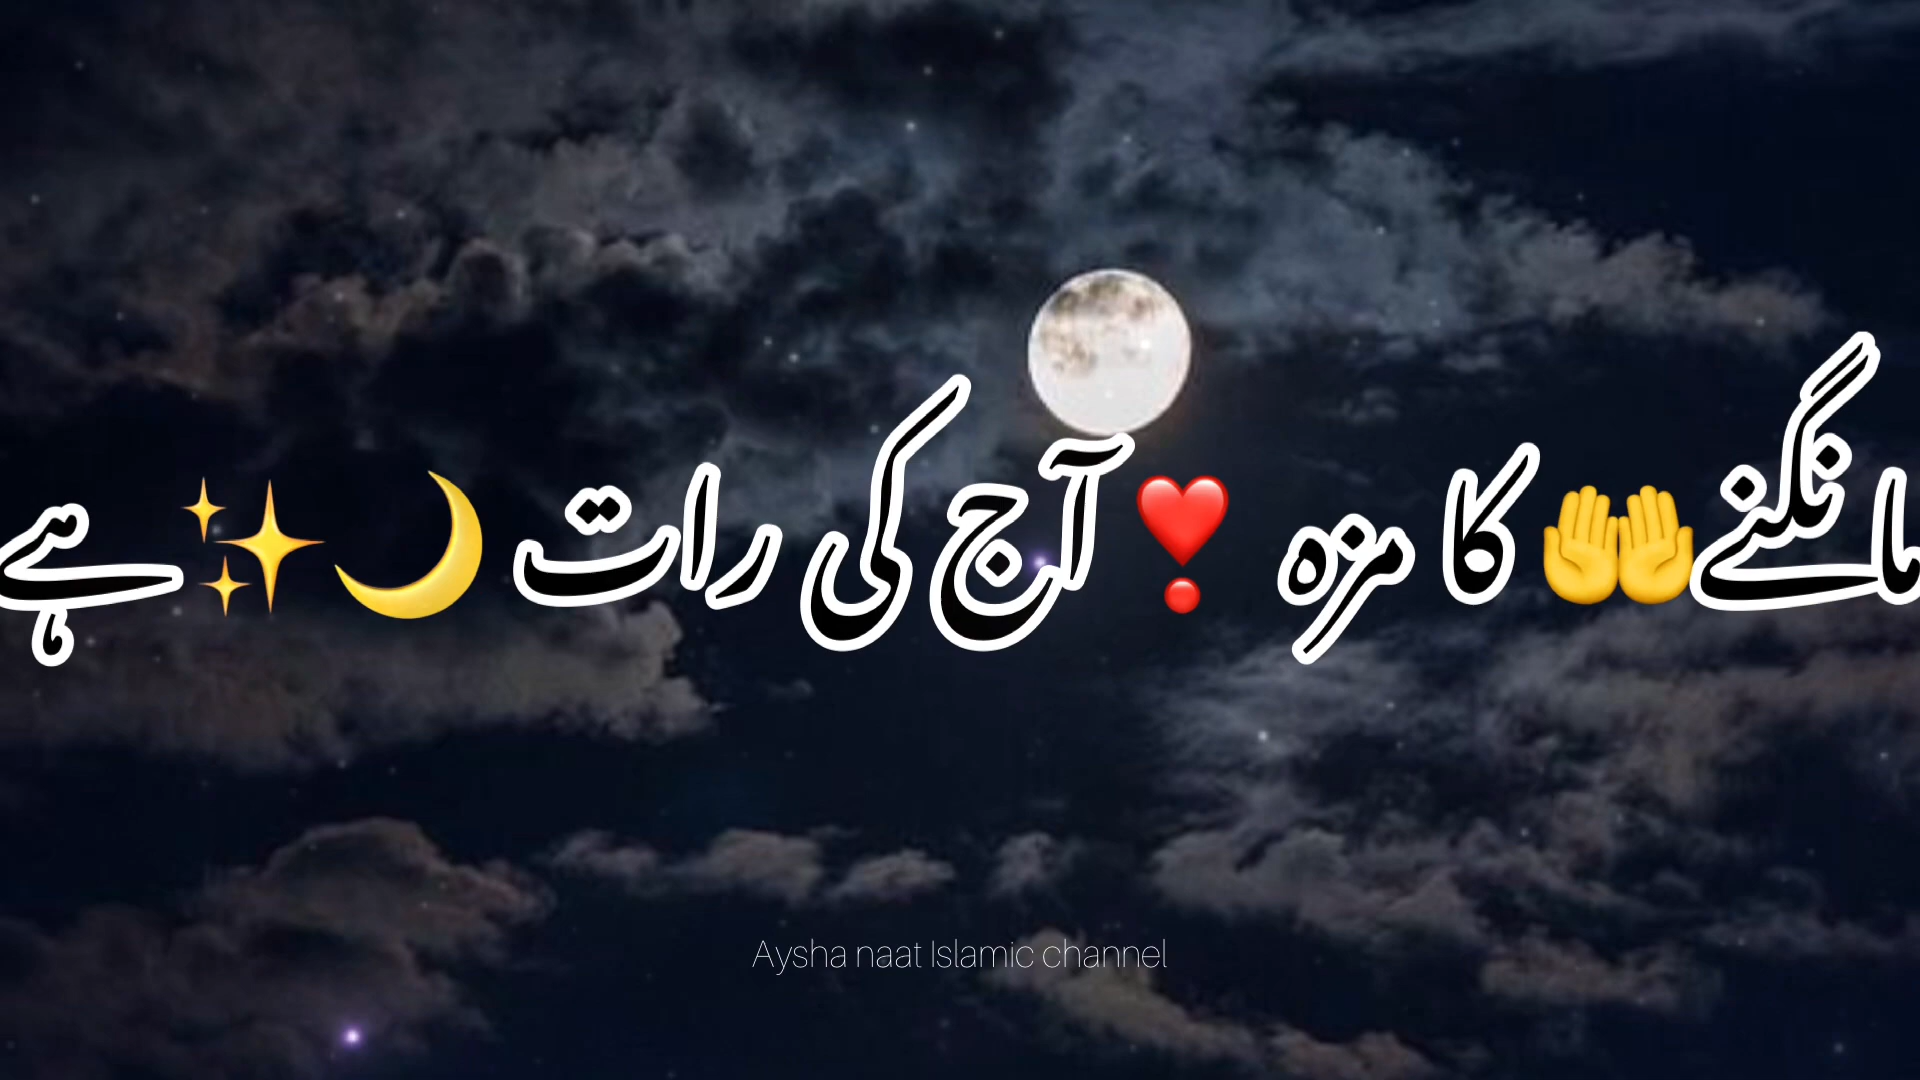 مانگنے🤲 کا مزہ ❣️آج کی رات 🌙✨ہے
Aysha naat Islamic channel